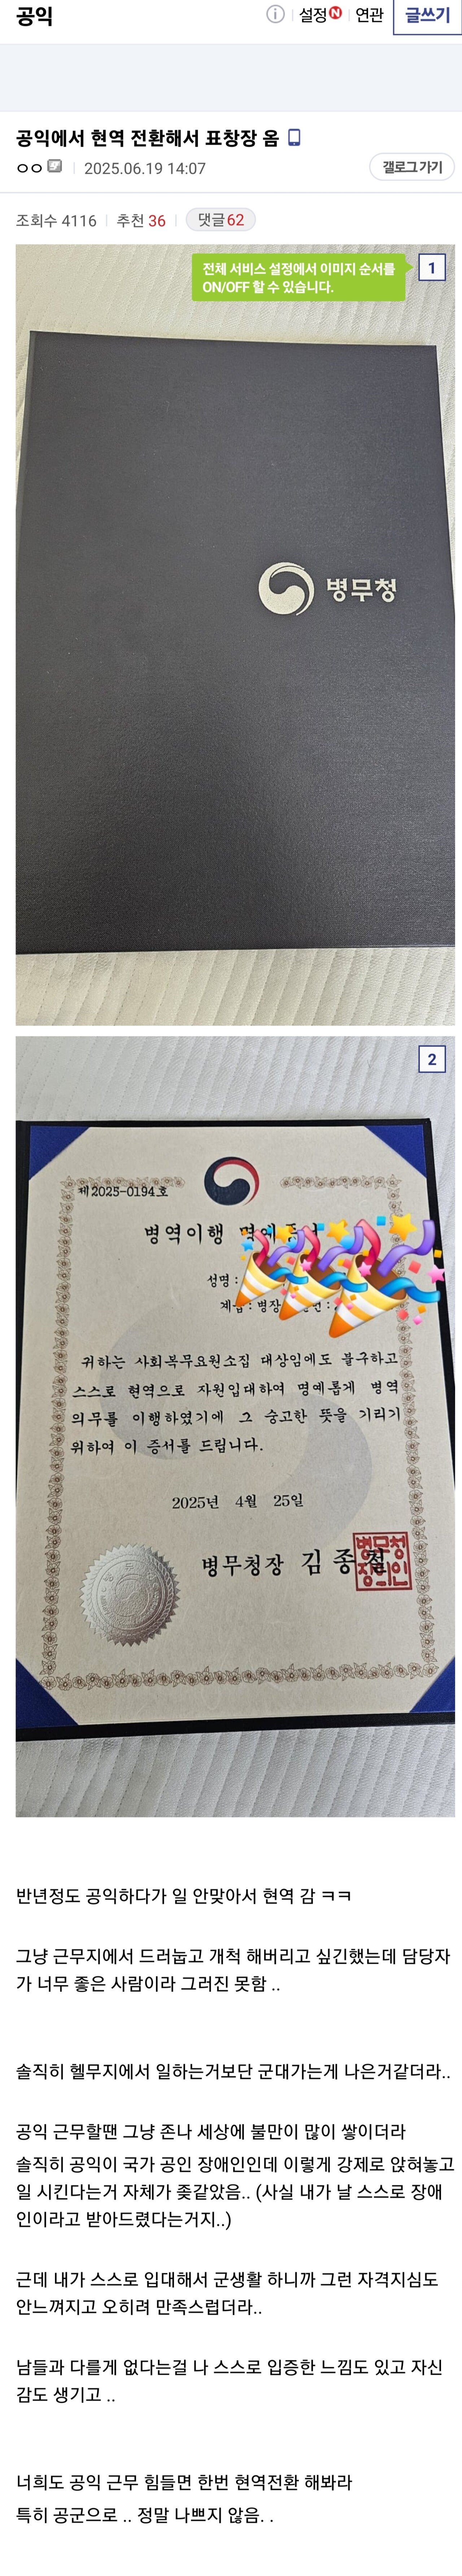 공익
설정 N 연관 글쓰기
공익에서 현역 전환해서 표창장 옴
ㅇㅇ 2025.06.19 14:07 갤로그 가기
조회수 4116 추천 36 댓글 62
전체 서비스 설정에서 이미지 순서를
ON/OFF 할 수 있습니다.
1
병무청
2
제2025-0194호
병역이행
성명 :
병장
귀하는 사회복무요원소집 대상임에도 불구하고
스스로 현역으로 자원입대하여 명예롭게 병역
의무를 이행하였기에 그 숭고한 뜻을 기리기
위하여 이 증서를 드립니다.
2025년 4월 25일
병무청장 김종철
병무청
장인
반년정도 공익하다가 일 안맞아서 현역 감 ㅋㅋ
그냥 근무지에서 드러눕고 개척 해버리고 싶긴했는데 담당자
가 너무 좋은 사람이라 그러진 못함 ..
솔직히 헬무지에서 일하는거보단 군대가는게 나은거같더라..
공익 근무할땐 그냥 존나 세상에 불만이 많이 쌓이더라
솔직히 공익이 국가 공인 장애인인데 이렇게 강제로 앉혀놓고
일 시킨다는거 자체가 좆같았음.. (사실 내가 날 스스로 장애
인이라고 받아드렸다는거지..)
근데 내가 스스로 입대해서 군생활 하니까 그런 자격지심도
안느껴지고 오히려 만족스럽더라..
남들과 다를게 없다는걸 나 스스로 입증한 느낌도 있고 자신
감도 생기고 ..
너희도 공익 근무 힘들면 한번 현역전환 해봐라
특히 공군으로 .. 정말 나쁘지 않음. .